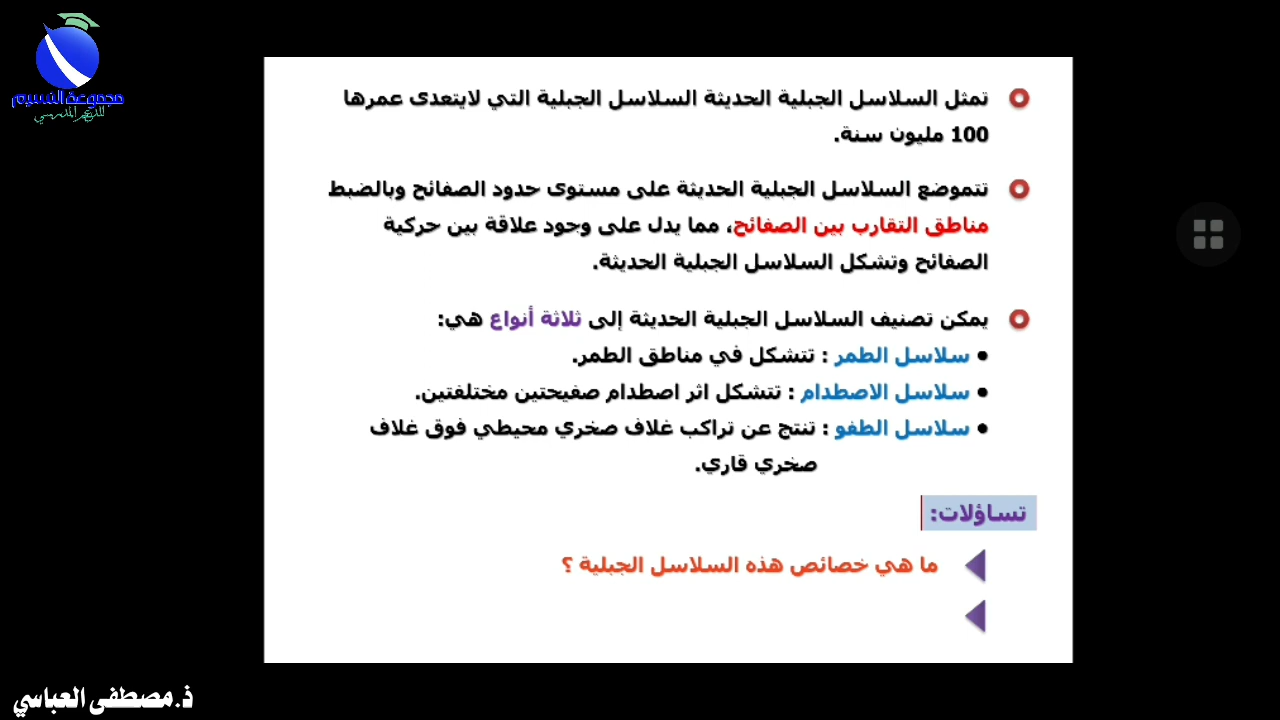 مجموعة النسيم
للتعليم المدرسي
تمثل السلاسل الجبلية الحديثة السلاسل الجبلية التي لايتعدى عمرها
100 مليون سنة.
تتموضع السلاسل الجبلية الحديثة على مستوى حدود الصفائح وبالضبط
مناطق التقارب بين الصفائح، مما يدل على وجود علاقة بين حركية
الصفائح وتشكل السلاسل الجبلية الحديثة.
يمكن تصنيف السلاسل الجبلية الحديثة إلى ثلاثة أنواع هي:
• سلاسل الطمر : تتشكل في مناطق الطمر.
• سلاسل الاصطدام : تتشكل اثر اصطدام صفيحتين مختلفتين.
• سلاسل الطفو : تنتج عن تراكب غلاف صخري محيطي فوق غلاف
صخري قاري.
تساؤلات:
ما هي خصائص هذه السلاسل الجبلية ؟
ذ.مصطفى العباسي